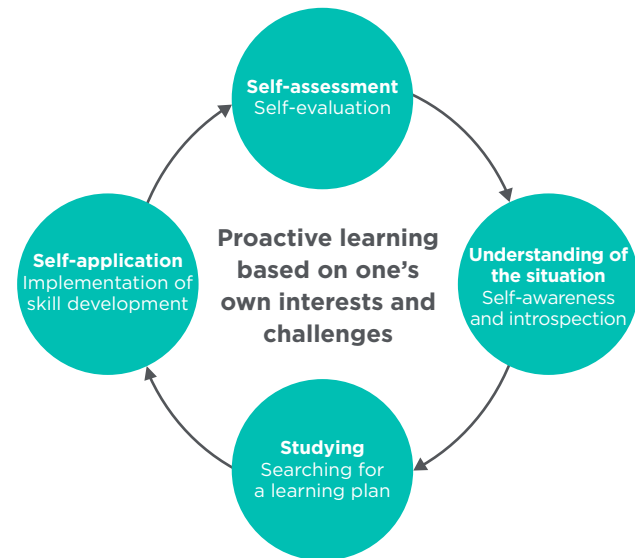 Self-assessment
Self-evaluation
Understanding of
the situation
Self-awareness
and introspection
Studying
Searching for
a learning plan
Self-application
Implementation of
skill development
Proactive learning
based on one’s
own interests and
challenges